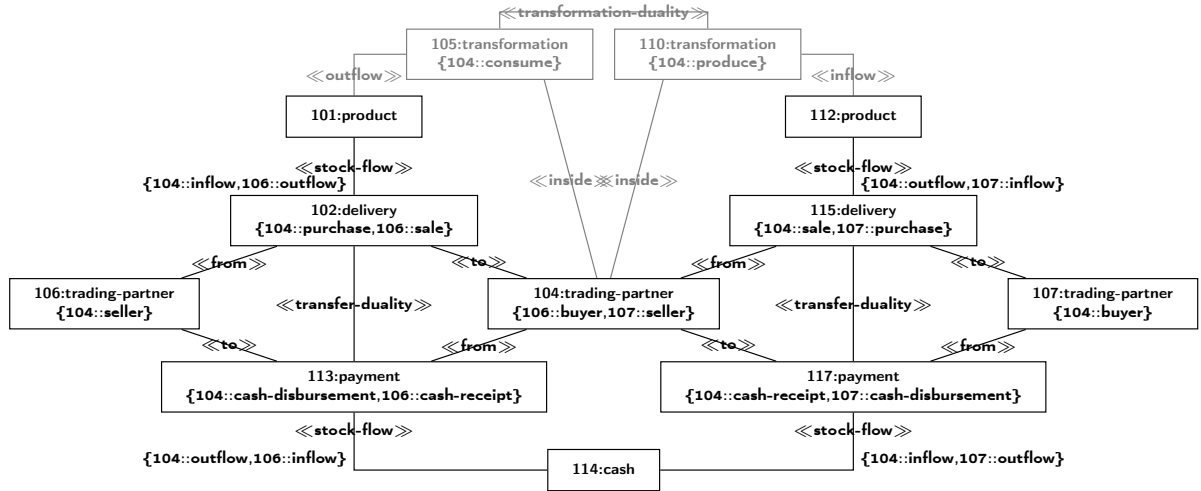 ≪transformation-duality≫
105:transformation
{104::consume}
110:transformation
{104::produce}
≪outflow≫
≪inflow≫
101:product
112:product
≪stock-flow≫
{104::inflow,106::outflow}
≪stock-flow≫
{104::outflow,107::inflow}
≪inside≫
≪inside≫
102:delivery
{104::purchase,106::sale}
115:delivery
{104::sale,107::purchase}
≪from≫
≪to≫
≪from≫
≪to≫
106:trading-partner
{104::seller}
≪transfer-duality≫
104:trading-partner
{106::buyer,107::seller}
≪transfer-duality≫
107:trading-partner
{104::buyer}
≪to≫
≪from≫
≪to≫
≪from≫
113:payment
{104::cash-disbursement,106::cash-receipt}
117:payment
{104::cash-receipt,107::cash-disbursement}
≪stock-flow≫
{104::outflow,106::inflow}
≪stock-flow≫
{104::inflow,107::outflow}
114:cash